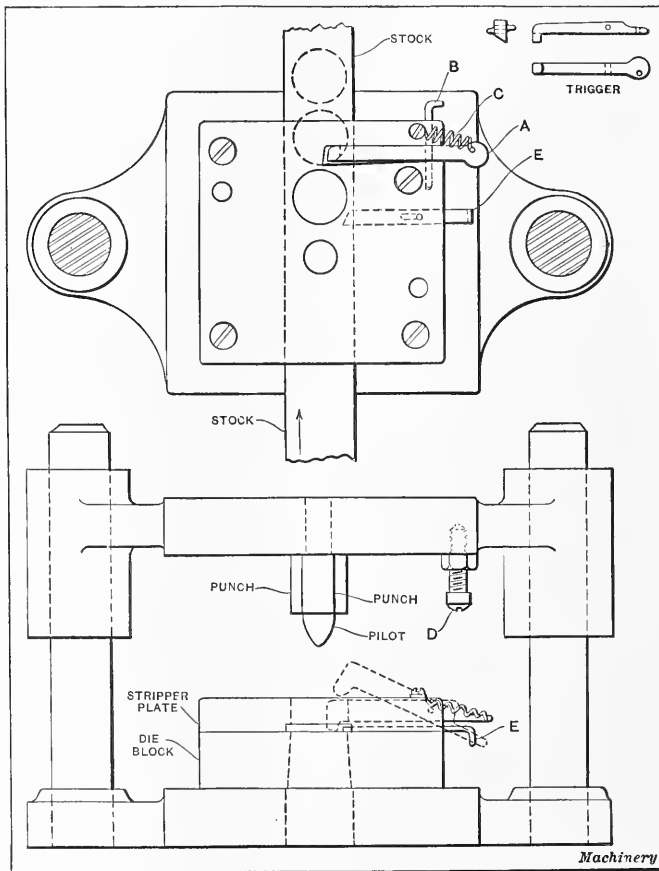 STOCK
B
C
TRIGGER
A
E
STOCK
PUNCH
PUNCH
D
PILOT
STRIPPER
PLATE
E
DIE
BLOCK
Machinery